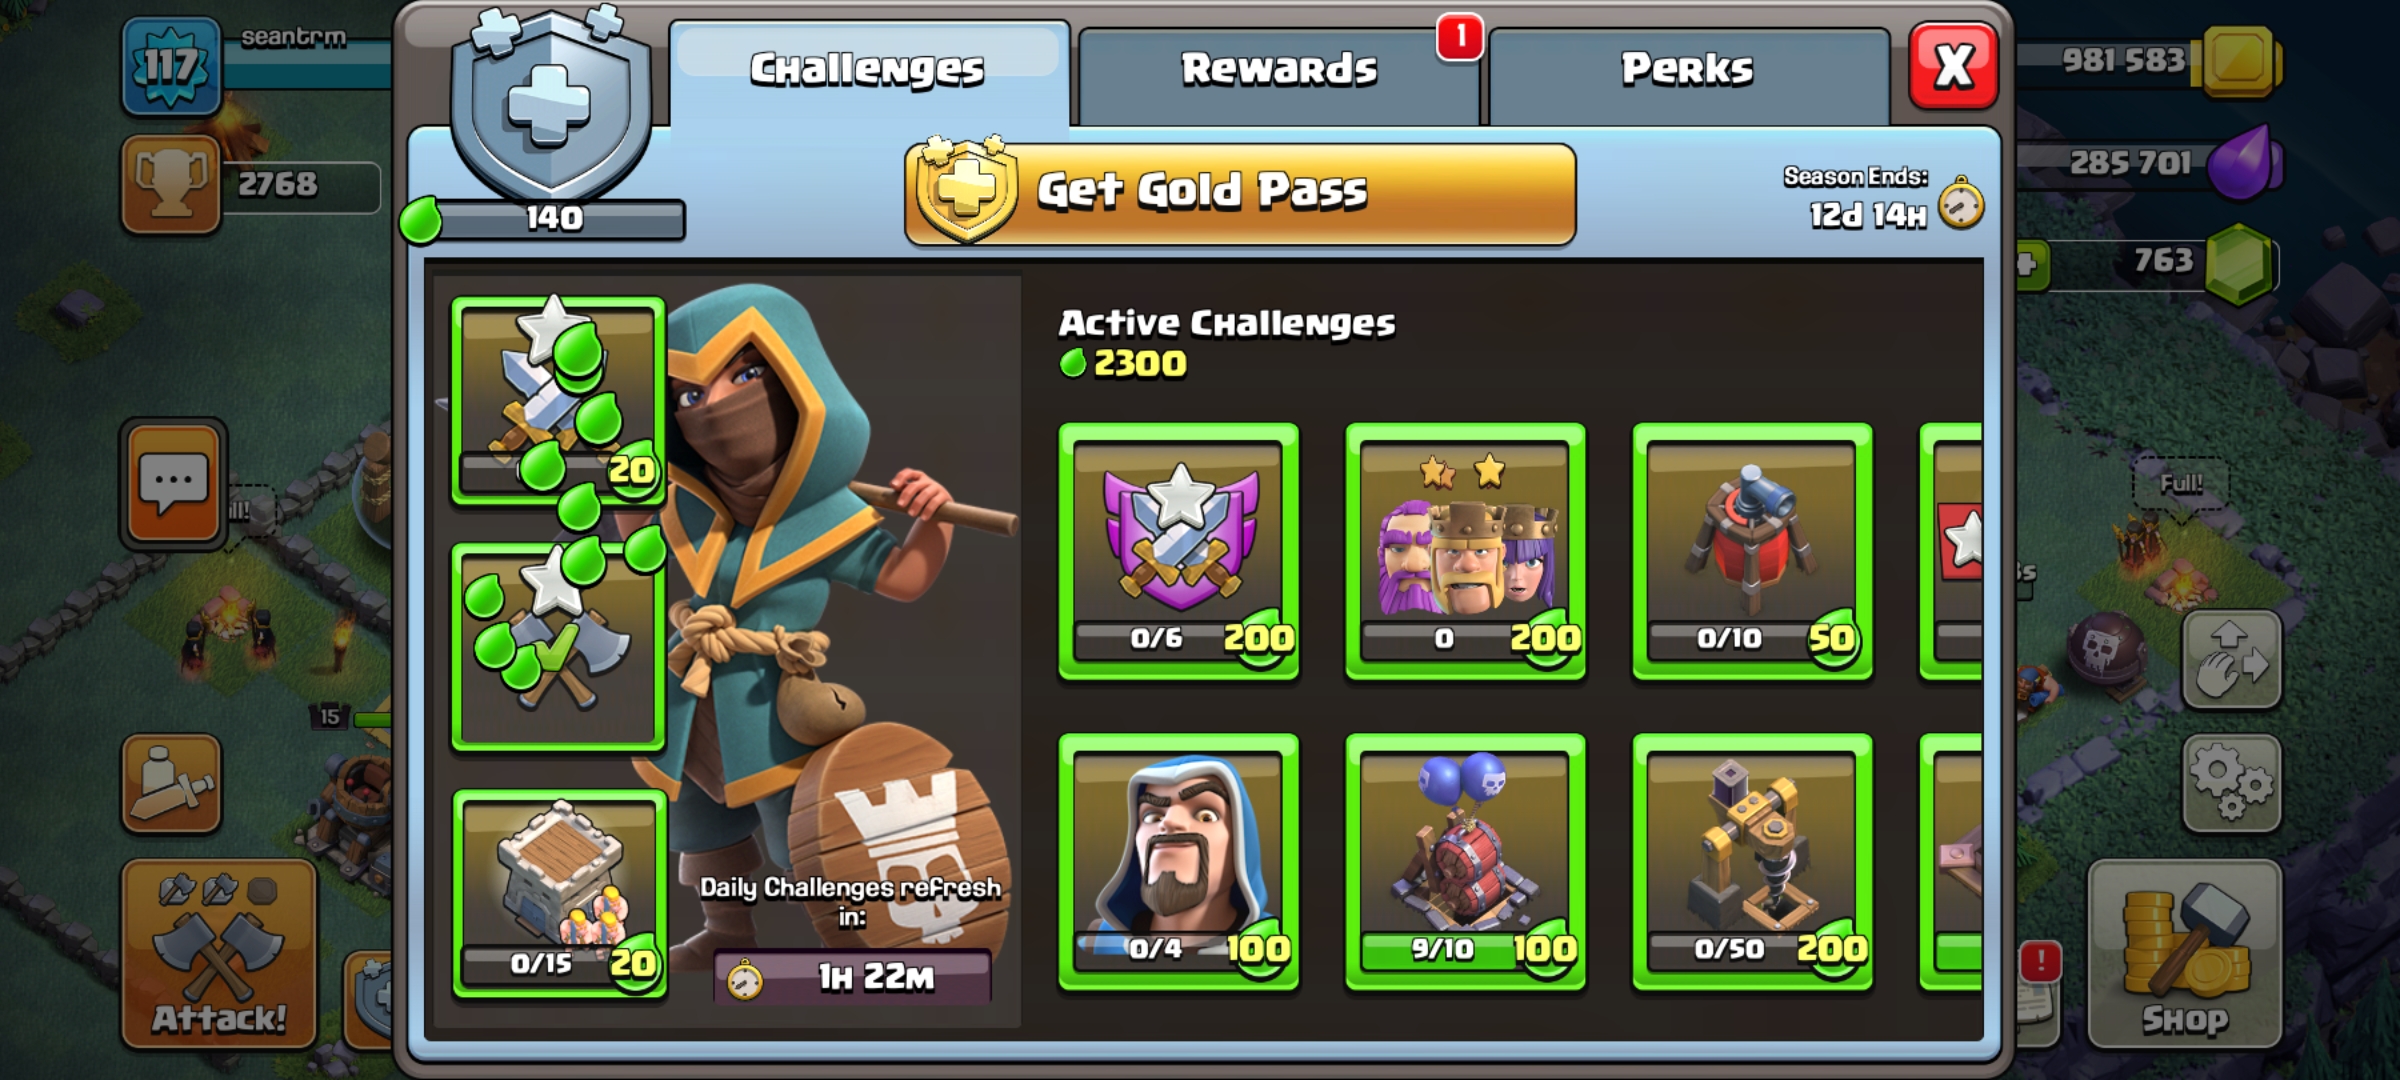 117
seantrm
2768
Challenges
Rewards
1
Perks
X
981 583
285 701
763
140
Get Gold Pass
Season Ends:
12d 14h
Active Challenges
2300
20
0/6
200
0
200
0/10
50
Full!
15
0/15
20
Daily Challenges refresh
in:
1h 22m
0/4
100
9/10
100
0/50
200
Attack!
!
Shop